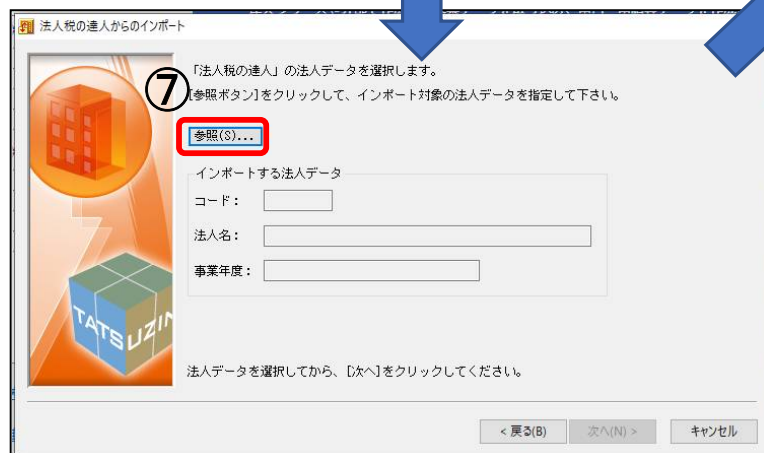 法人税の達人からのインポート
「法人税の達人」の法人データを選択します。
⑦
[参照ボタン]をクリックして、インポート対象の法人データを指定して下さい。
参照(S)...
インポートする法人データ
コード：
法人名：
事業年度：
TATSUZIN
法人データを選択してから、[次へ]をクリックしてください。
< 戻る(B) 次へ(N) > キャンセル